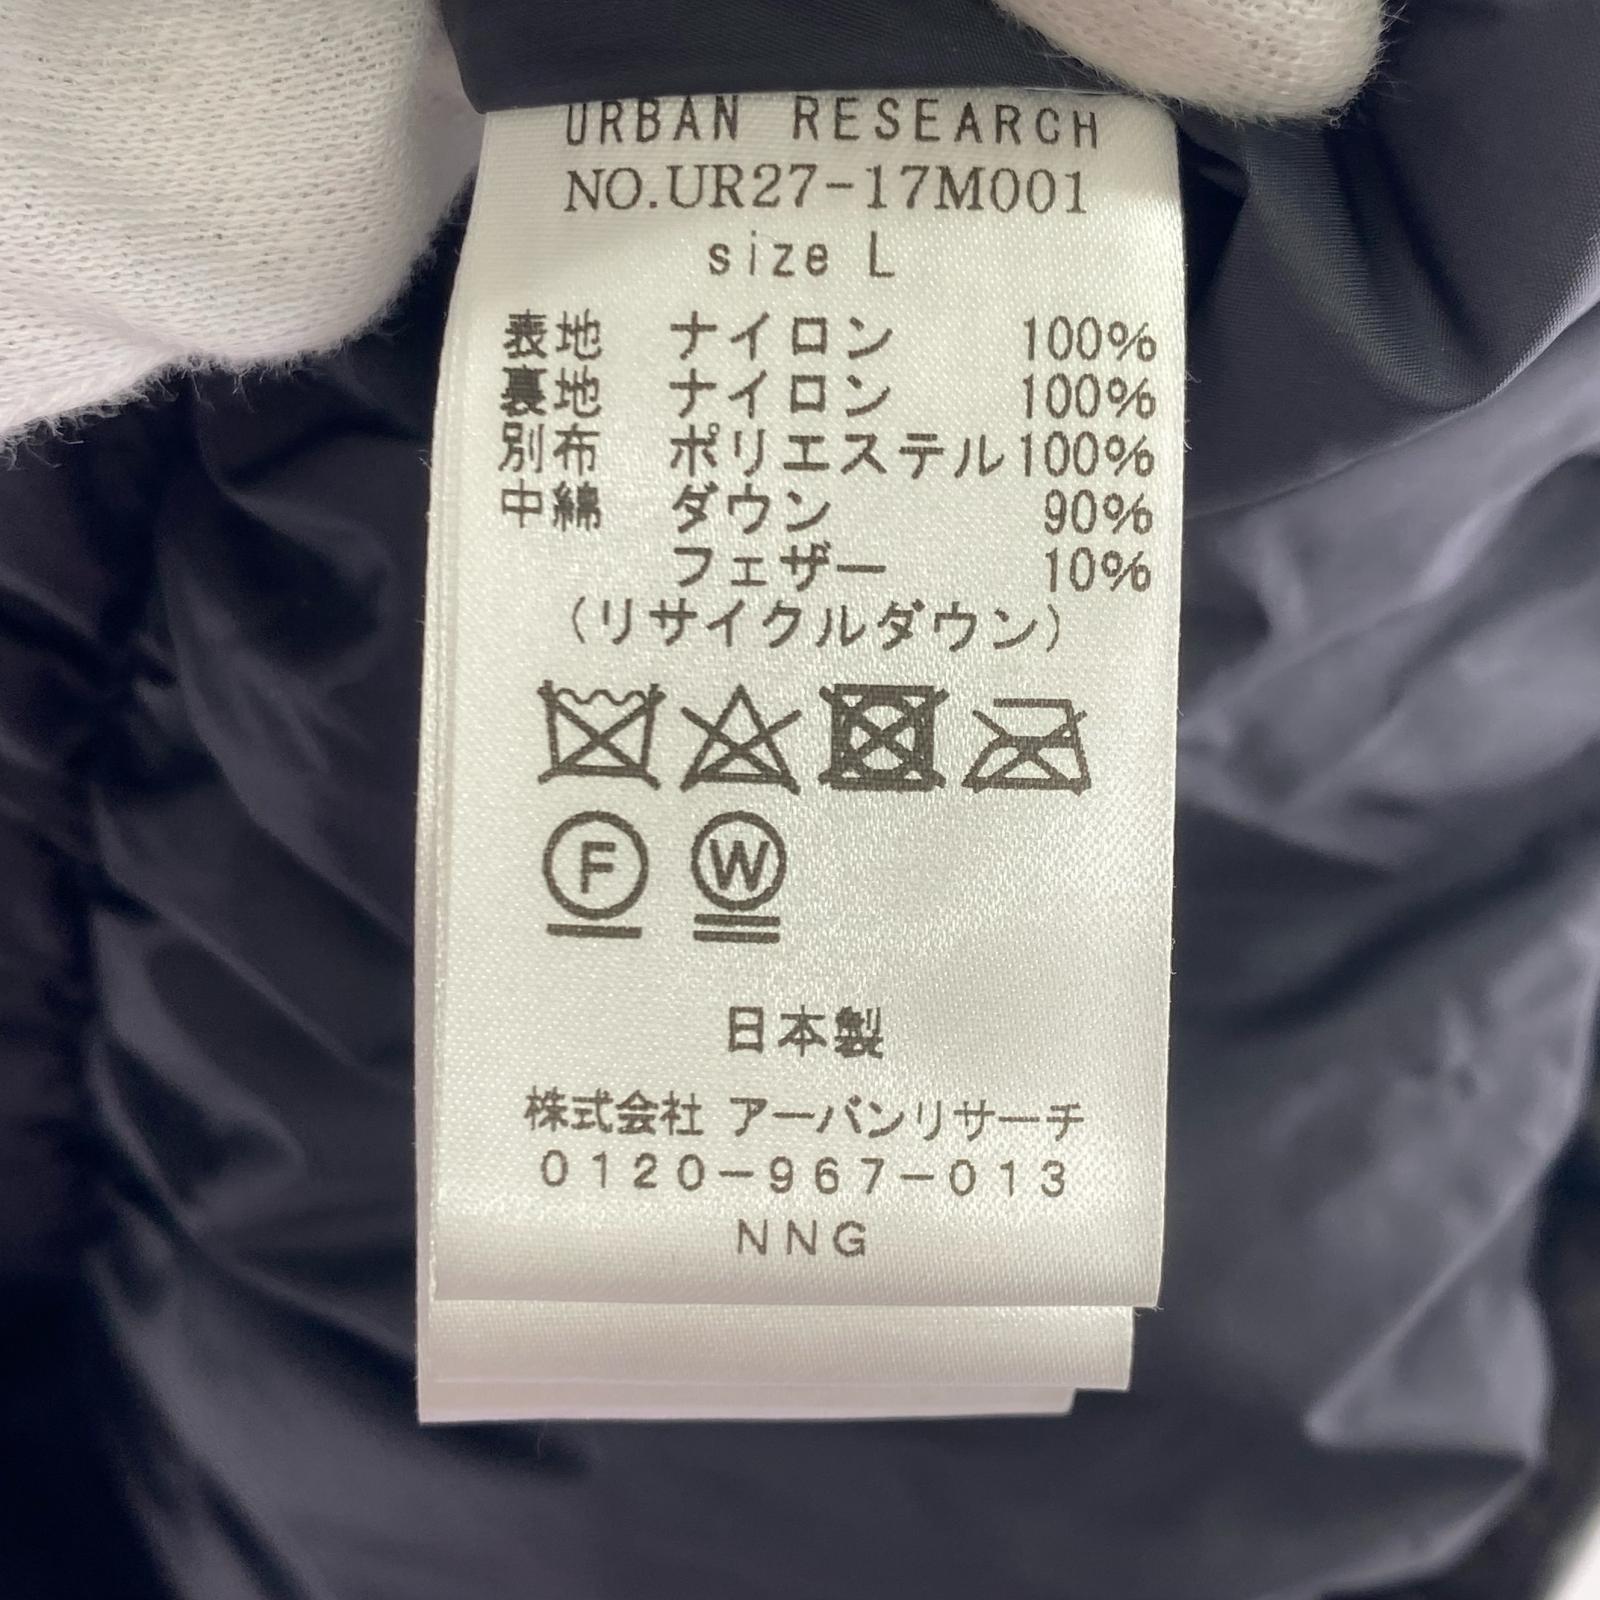 URBAN RESEARCH
NO.UR27-17M001
size L
表地 ナイロン 100%
裏地 ナイロン 100%
別布 ポリエステル 100%
中綿 ダウン 90%
フェザー 10%
（リサイクルダウン）
F W
日本製
株式会社 アーバンリサーチ
0120-967-013
NNG